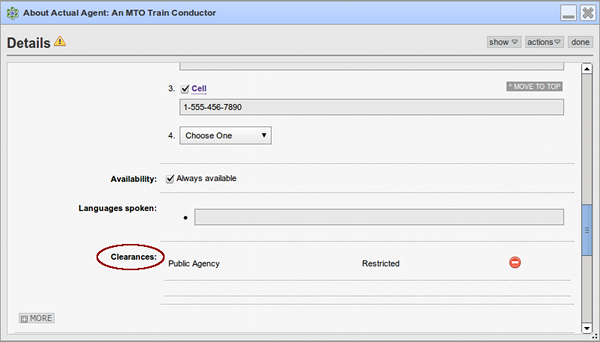 About Actual Agent: An MTO Train Conductor
Details
show actions done
3. Cell
^ MOVE TO TOP
1-555-456-7890
4. Choose One
Availability: Always available
Languages spoken:
Clearances: Public Agency Restricted
MORE